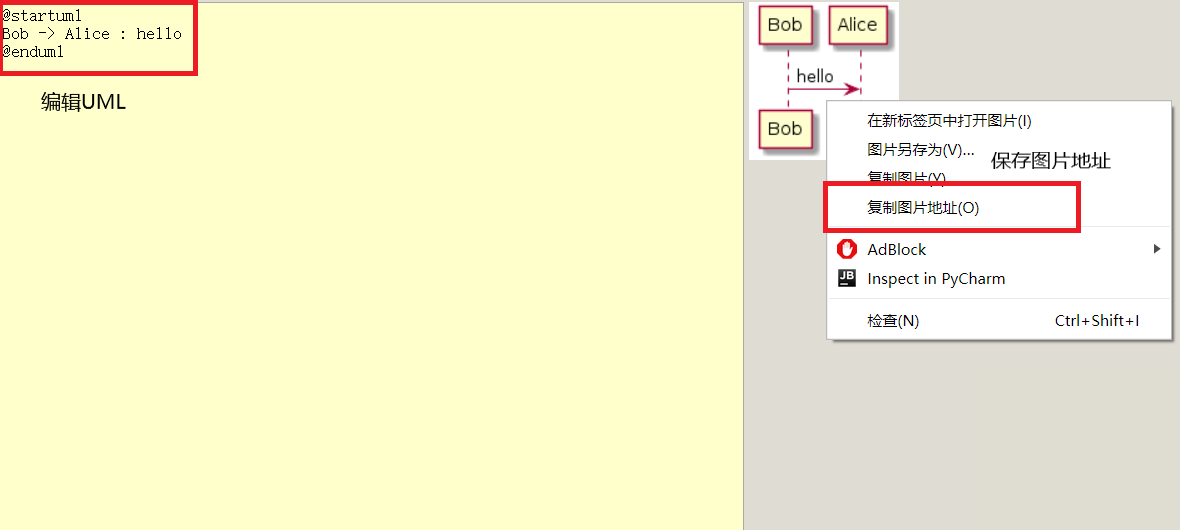 @startuml
Bob -> Alice : hello
@enduml
编辑UML
Bob Alice
hello
Bob
在新标签页中打开图片(I)
图片另存为(V)...
保存图片地址
复制图片(Y)
复制图片地址(O)
JB
AdBlock
Inspect in PyCharm
检查(N) Ctrl+Shift+I